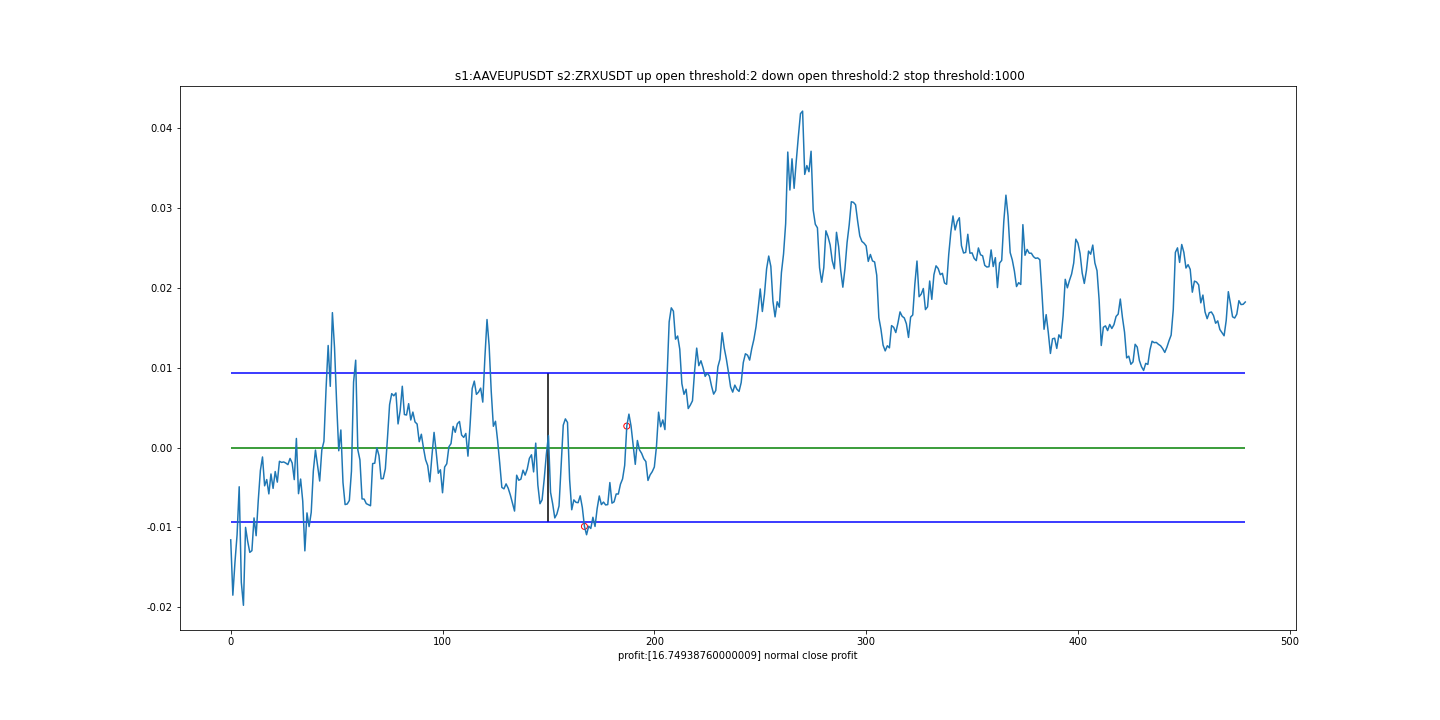 s1:AAVEUPUSDT s2:ZRXUSDT up open threshold:2 down open threshold:2 stop threshold:1000
0.04
0.03
0.02
0.01
0.00
-0.01
-0.02
0 100 200 300 400 500
profit:[16.74938760000009] normal close profit